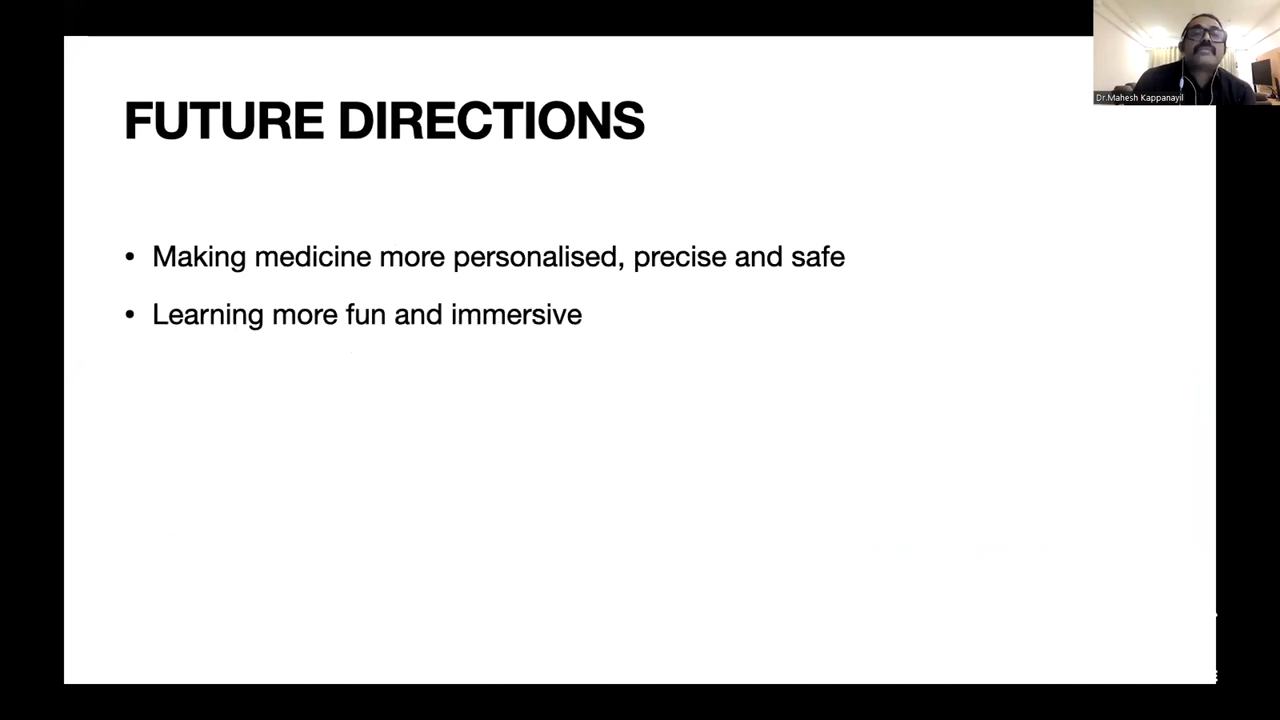 FUTURE DIRECTIONS
• Making medicine more personalised, precise and safe
• Learning more fun and immersive
Dr.Mahesh Kappanayil